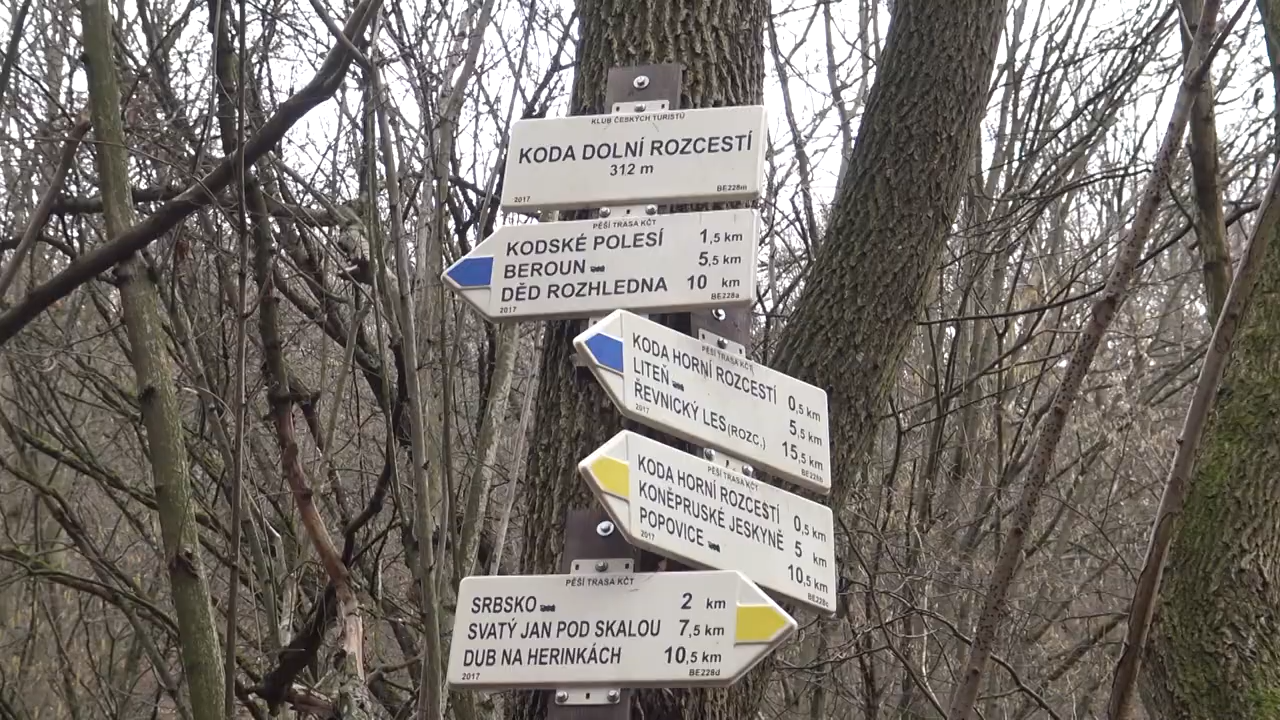 KLUB ČESKÝCH TURISTŮ
KODA DOLNÍ ROZCESTÍ
312 m
2017 BE228m
PĚŠÍ TRASA KČT
KODSKÉ POLESÍ 1,5 km
BEROUN 5,5 km
DĚD ROZHLEDNA 10 km
2017 BE228a
PĚŠÍ TRASA KČT
KODA HORNÍ ROZCESTÍ 0,5 km
LITEŇ 5,5 km
ŘEVNICKÝ LES (ROZC.) 15,5 km
2017 BE228b
PĚŠÍ TRASA KČT
KODA HORNÍ ROZCESTÍ 0,5 km
KONĚPRUSKÉ JESKYNĚ 5 km
POPOVICE 10,5 km
2017 BE228c
PĚŠÍ TRASA KČT
SRBSKO 2 km
SVATÝ JAN POD SKALOU 7,5 km
DUB NA HERINKÁCH 10,5 km
2017 BE228d